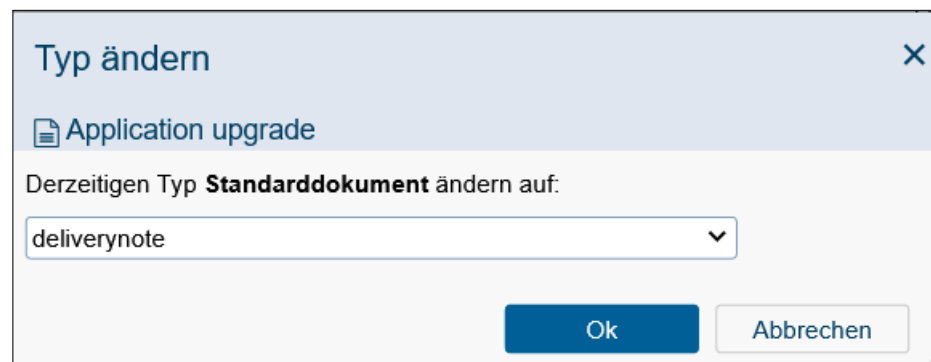 Typ ändern
Application upgrade
Derzeitigen Typ Standarddokument ändern auf:
deliverynote
Ok Abbrechen